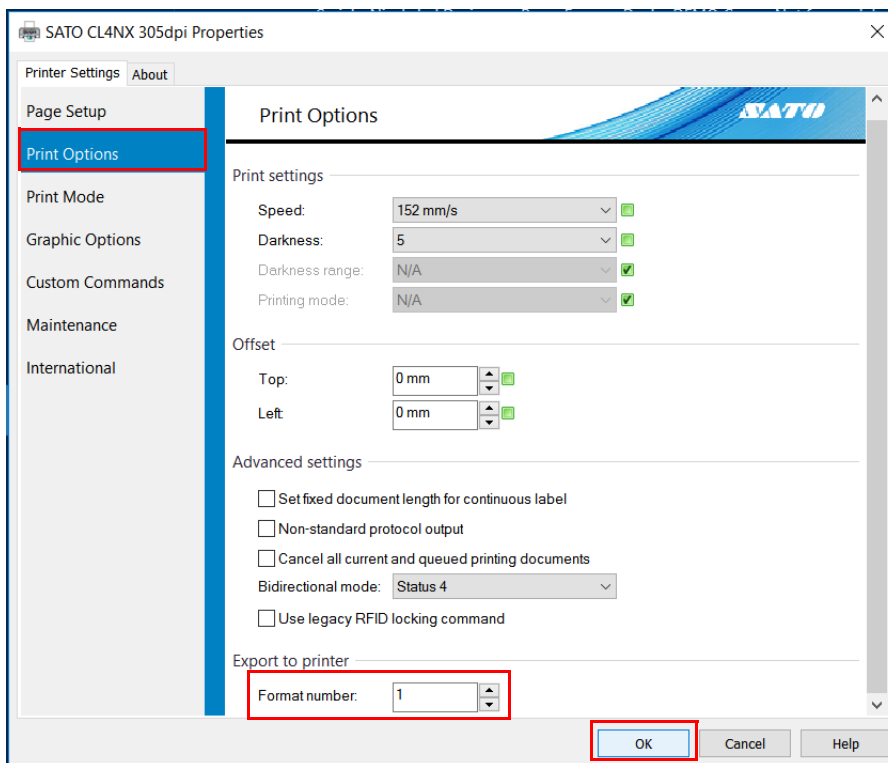 SATO CL4NX 305dpi Properties
Printer Settings About
Page Setup
Print Options
Print Mode
Graphic Options
Custom Commands
Maintenance
International
Print Options
SATO
Print settings
Speed: 152 mm/s
Darkness: 5
Darkness range: N/A
Printing mode: N/A
Offset
Top: 0 mm
Left: 0 mm
Advanced settings
Set fixed document length for continuous label
Non-standard protocol output
Cancel all current and queued printing documents
Bidirectional mode: Status 4
Use legacy RFID locking command
Export to printer
Format number: 1
OK Cancel Help